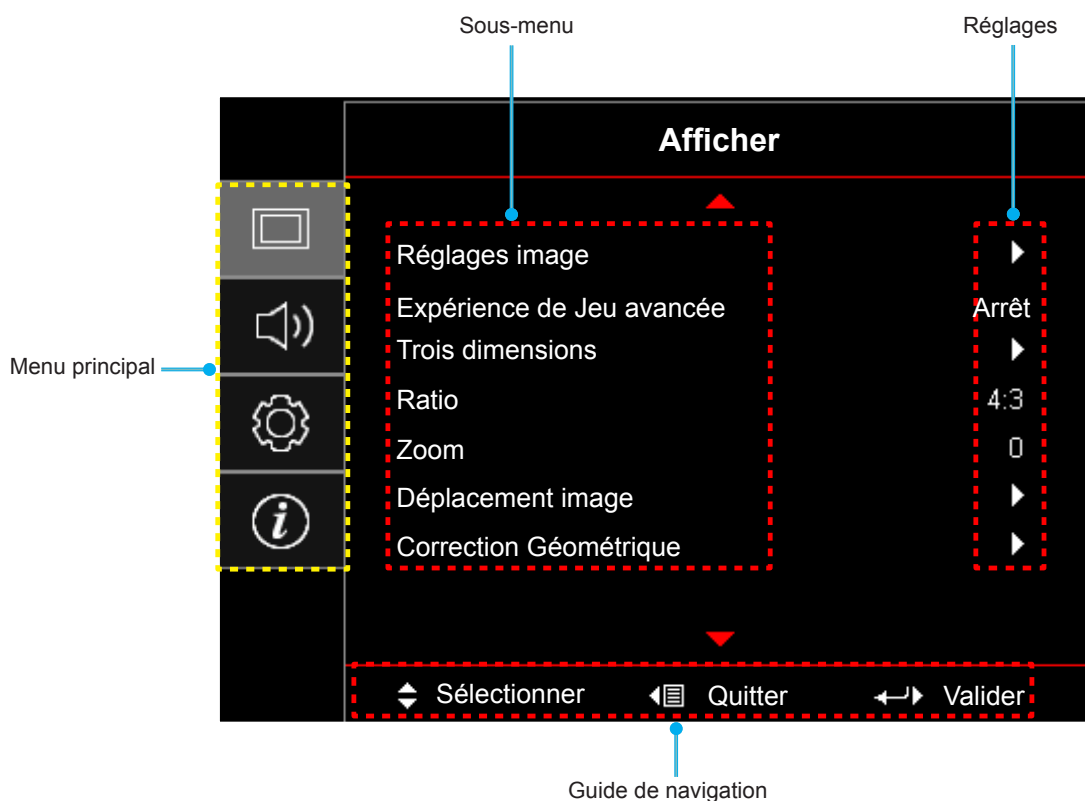 Sous-menu Réglages
Afficher
Réglages image
Expérience de Jeu avancée Arrêt
Trois dimensions
Menu principal
Ratio 4:3
Zoom 0
Déplacement image
Correction Géométrique
Sélectionner Quitter Valider
Guide de navigation